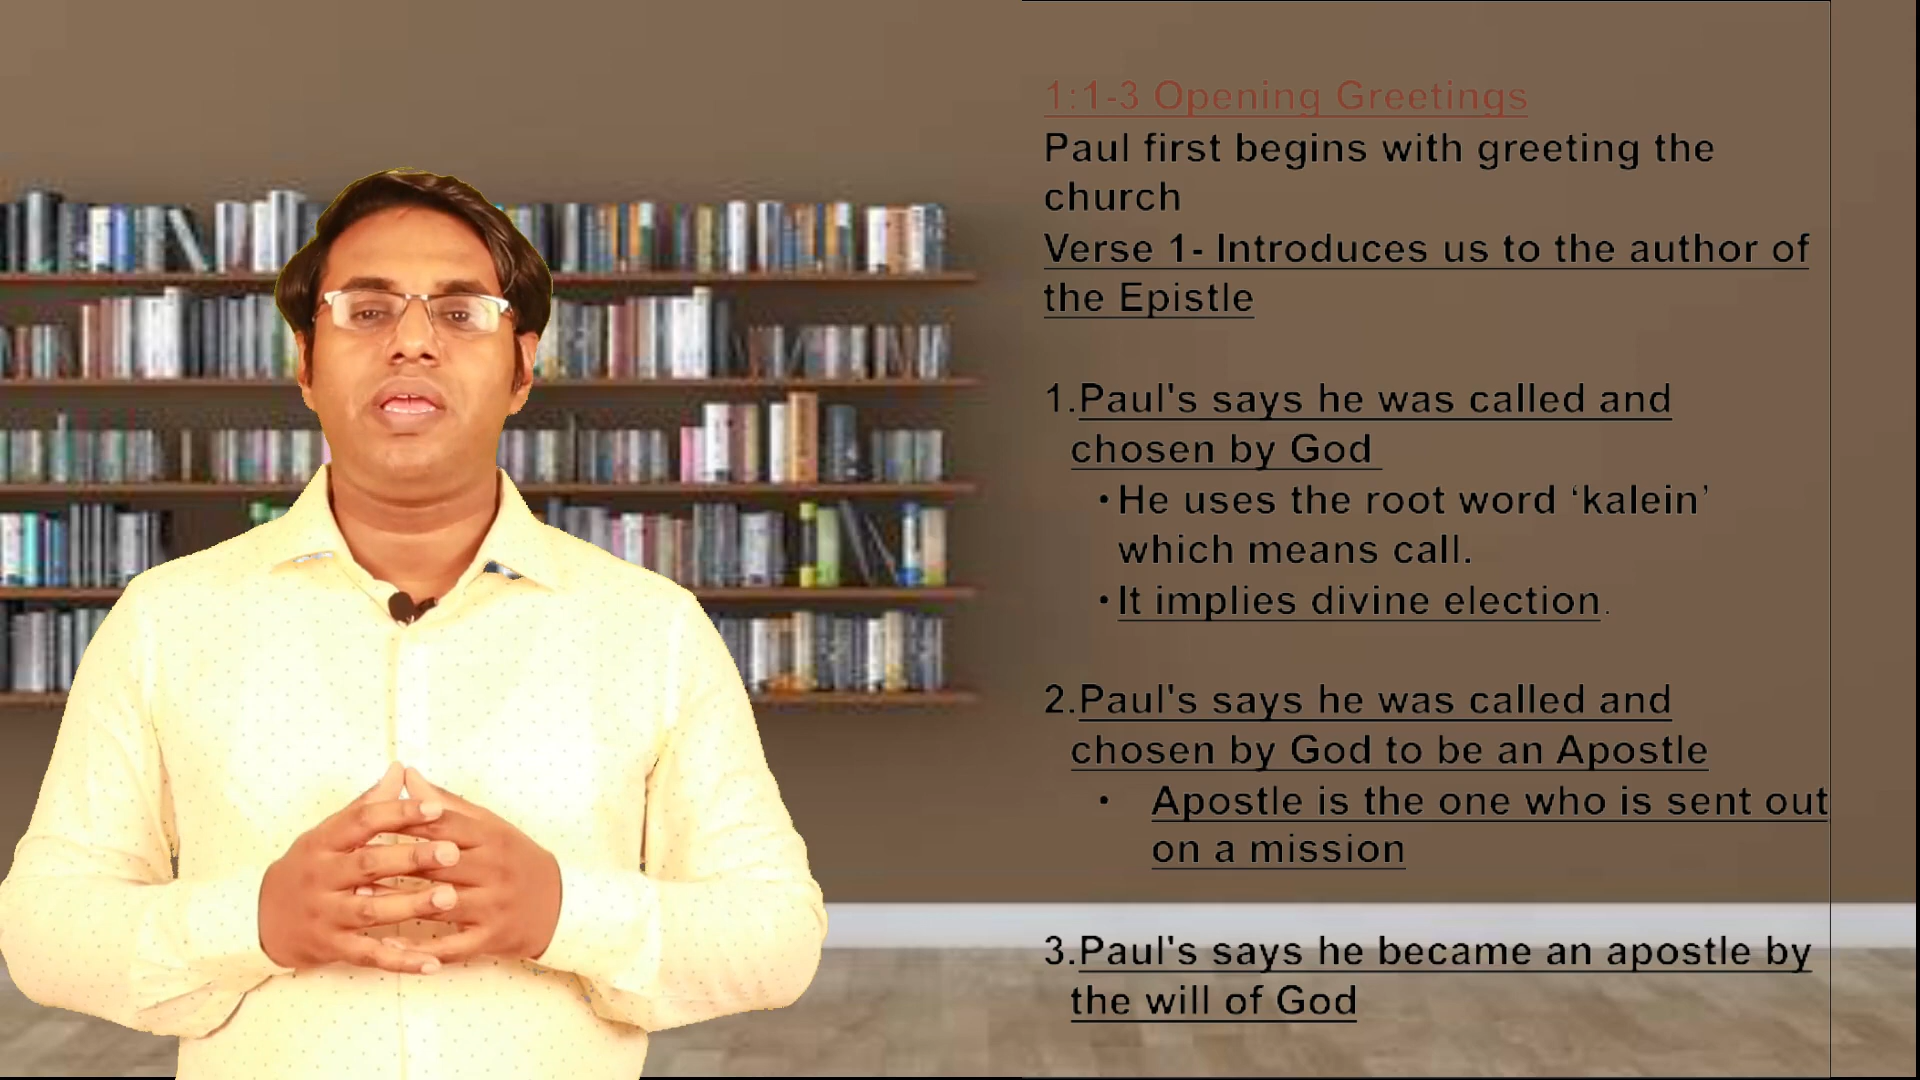 1:1-3 Opening Greetings
Paul first begins with greeting the
church
Verse 1- Introduces us to the author of
the Epistle
1.Paul's says he was called and
chosen by God
•He uses the root word ‘kalein’
which means call.
•It implies divine election.
2.Paul's says he was called and
chosen by God to be an Apostle
• Apostle is the one who is sent out
on a mission
3.Paul's says he became an apostle by
the will of God